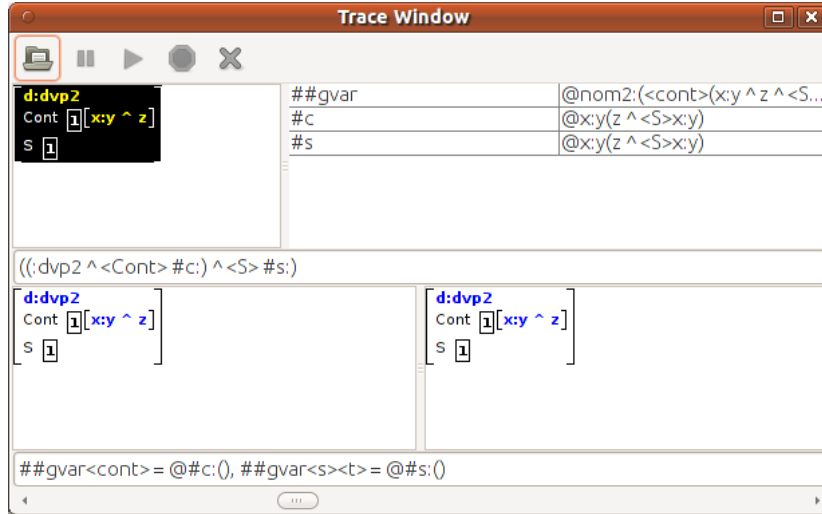 Trace Window
d:dvp2
Cont 1[x:y ^ z]
S 1
##gvar @nom2:(<cont>(x:y ^ z ^ <S...
#c @x:y(z ^ <S>x:y)
#s @x:y(z ^ <S>x:y)
((:dvp2 ^ <Cont> #c:) ^ <S> #s:)
d:dvp2
Cont 1[x:y ^ z]
S 1
d:dvp2
Cont 1[x:y ^ z]
S 1
##gvar<cont>= @#c:(), ##gvar<s><t>= @#s:()